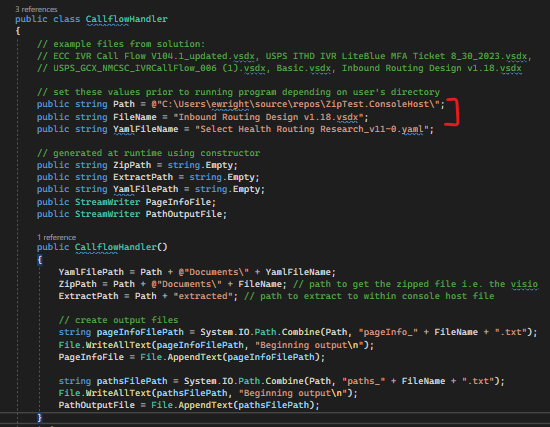 3 references
public class CallflowHandler
{
// example files from solution:
// ECC IVR Call Flow V104.1_updated.vsdx, USPS ITHD IVR LiteBlue MFA Ticket 8_30_2023.vsdx,
// USPS_GCX_NMCSC_IVRCallFlow_006 (1).vsdx, Basic.vsdx, Inbound Routing Design v1.18.vsdx
// set these values prior to running program depending on user's directory
public string Path = @"C:\Users\ewright\source\repos\ZipTest.ConsoleHost\";
public string FileName = "Inbound Routing Design v1.18.vsdx";
public string YamlFileName = "Select Health Routing Research_v11-0.yaml";
// generated at runtime using constructor
public string ZipPath = string.Empty;
public string ExtractPath = string.Empty;
public string YamlFilePath = string.Empty;
public StreamWriter PageInfoFile;
public StreamWriter PathOutputFile;
1 reference
public CallflowHandler()
{
YamlFilePath = Path + @"Documents\" + YamlFileName;
ZipPath = Path + @"Documents\" + FileName; // path to get the zipped file i.e. the visio
ExtractPath = Path + "extracted"; // path to extract to within console host file
// create output files
string pageInfoFilePath = System.IO.Path.Combine(Path, "pageInfo_" + FileName + ".txt");
File.WriteAllText(pageInfoFilePath, "Beginning output\n");
PageInfoFile = File.AppendText(pageInfoFilePath);
string pathsFilePath = System.IO.Path.Combine(Path, "paths_" + FileName + ".txt");
File.WriteAllText(pathsFilePath, "Beginning output\n");
PathOutputFile = File.AppendText(pathsFilePath);
}